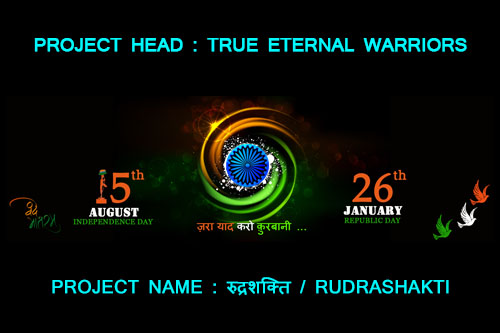 PROJECT HEAD : TRUE ETERNAL WARRIORS
15th
AUGUST
INDEPENDENCE DAY
26th
JANUARY
REPUBLIC DAY
ज़रा याद करो क़ुरबानी ...
PROJECT NAME : रुद्रशक्ति / RUDRASHAKTI